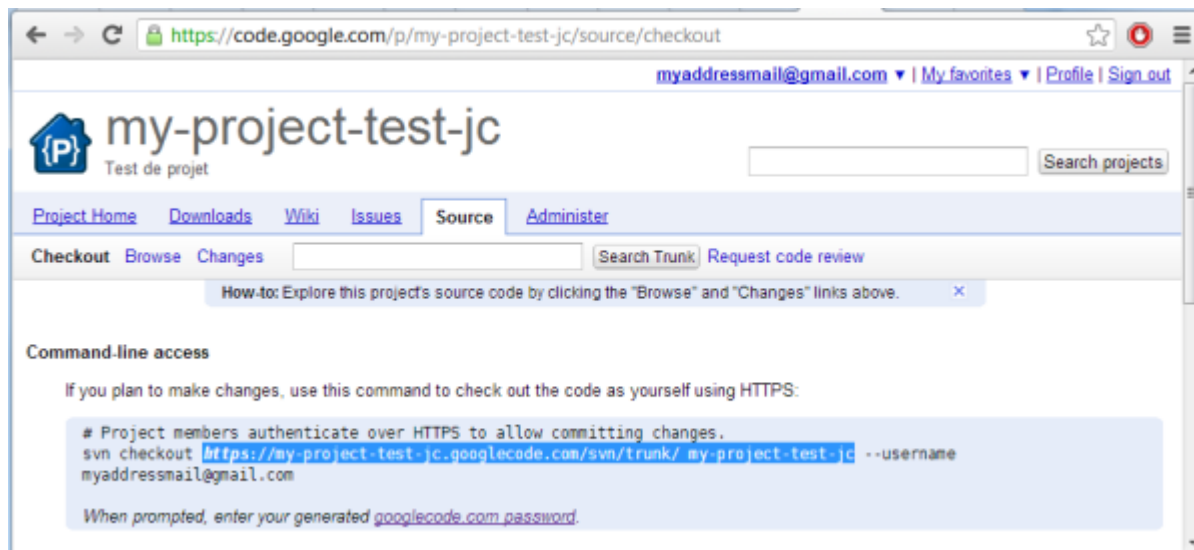 https://code.google.com/p/my-project-test-jc/source/checkout
myaddressmail@gmail.com ▼ | My favorites ▼ | Profile | Sign out
{P}
my-project-test-jc
Test de projet
Search projects
Project Home Downloads Wiki Issues Source Administer
Checkout Browse Changes Search Trunk Request code review
How-to: Explore this project's source code by clicking the "Browse" and "Changes" links above.
Command-line access
If you plan to make changes, use this command to check out the code as yourself using HTTPS:
# Project members authenticate over HTTPS to allow committing changes.
svn checkout https://my-project-test-jc.googlecode.com/svn/trunk/ my-project-test-jc --username
myaddressmail@gmail.com
When prompted, enter your generated googlecode.com password.